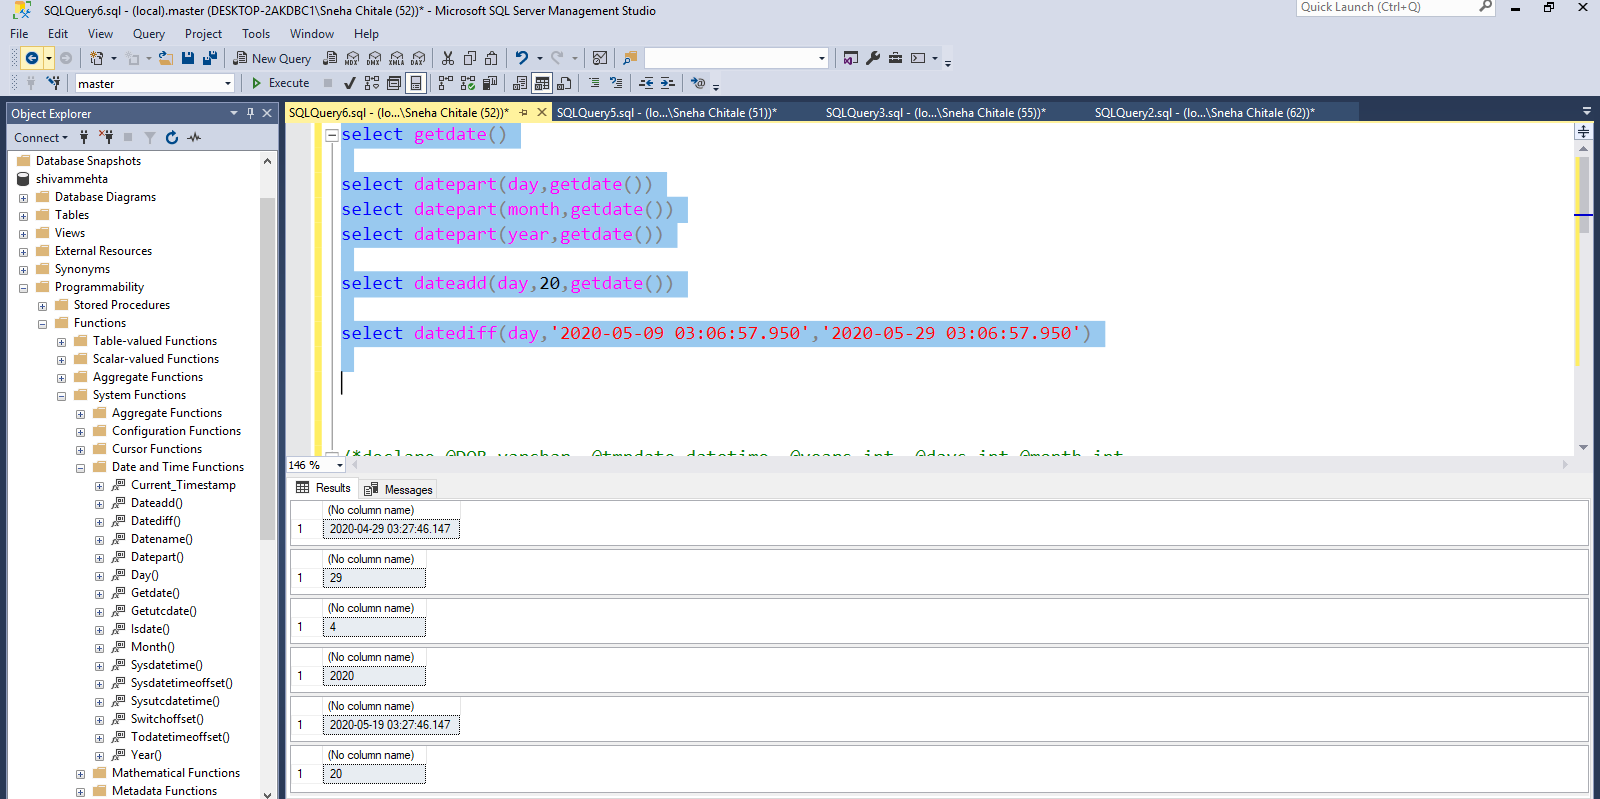 SQLQuery6.sql - (local).master (DESKTOP-2AKDBC1\Sneha Chitale (52))* - Microsoft SQL Server Management Studio
Quick Launch (Ctrl+Q)
File Edit View Query Project Tools Window Help
New Query MDX DMX XMLA DAX
master Execute
Object Explorer
SQLQuery6.sql - (lo...\Sneha Chitale (52))* SQLQuery5.sql - (lo...\Sneha Chitale (51))* SQLQuery3.sql - (lo...\Sneha Chitale (55))* SQLQuery2.sql - (lo...\Sneha Chitale (62))*
Connect
Database Snapshots
shivammehta
Database Diagrams
Tables
Views
External Resources
Synonyms
Programmability
Stored Procedures
Functions
Table-valued Functions
Scalar-valued Functions
Aggregate Functions
System Functions
Aggregate Functions
Configuration Functions
Cursor Functions
Date and Time Functions
Current_Timestamp
Dateadd()
Datediff()
Datename()
Datepart()
Day()
Getdate()
Getutcdate()
Isdate()
Month()
Sysdatetime()
Sysdatetimeoffset()
Sysutcdatetime()
Switchoffset()
Todatetimeoffset()
Year()
Mathematical Functions
Metadata Functions
select getdate()
select datepart(day,getdate())
select datepart(month,getdate())
select datepart(year,getdate())
select dateadd(day,20,getdate())
select datediff(day,'2020-05-09 03:06:57.950','2020-05-29 03:06:57.950')
/*declare @DOB varchar, @tmpdate datetime, @years int, @days int,@month int
146 %
Results Messages
(No column name)
1 2020-04-29 03:27:46.147
(No column name)
1 29
(No column name)
1 4
(No column name)
1 2020
(No column name)
1 2020-05-19 03:27:46.147
(No column name)
1 20